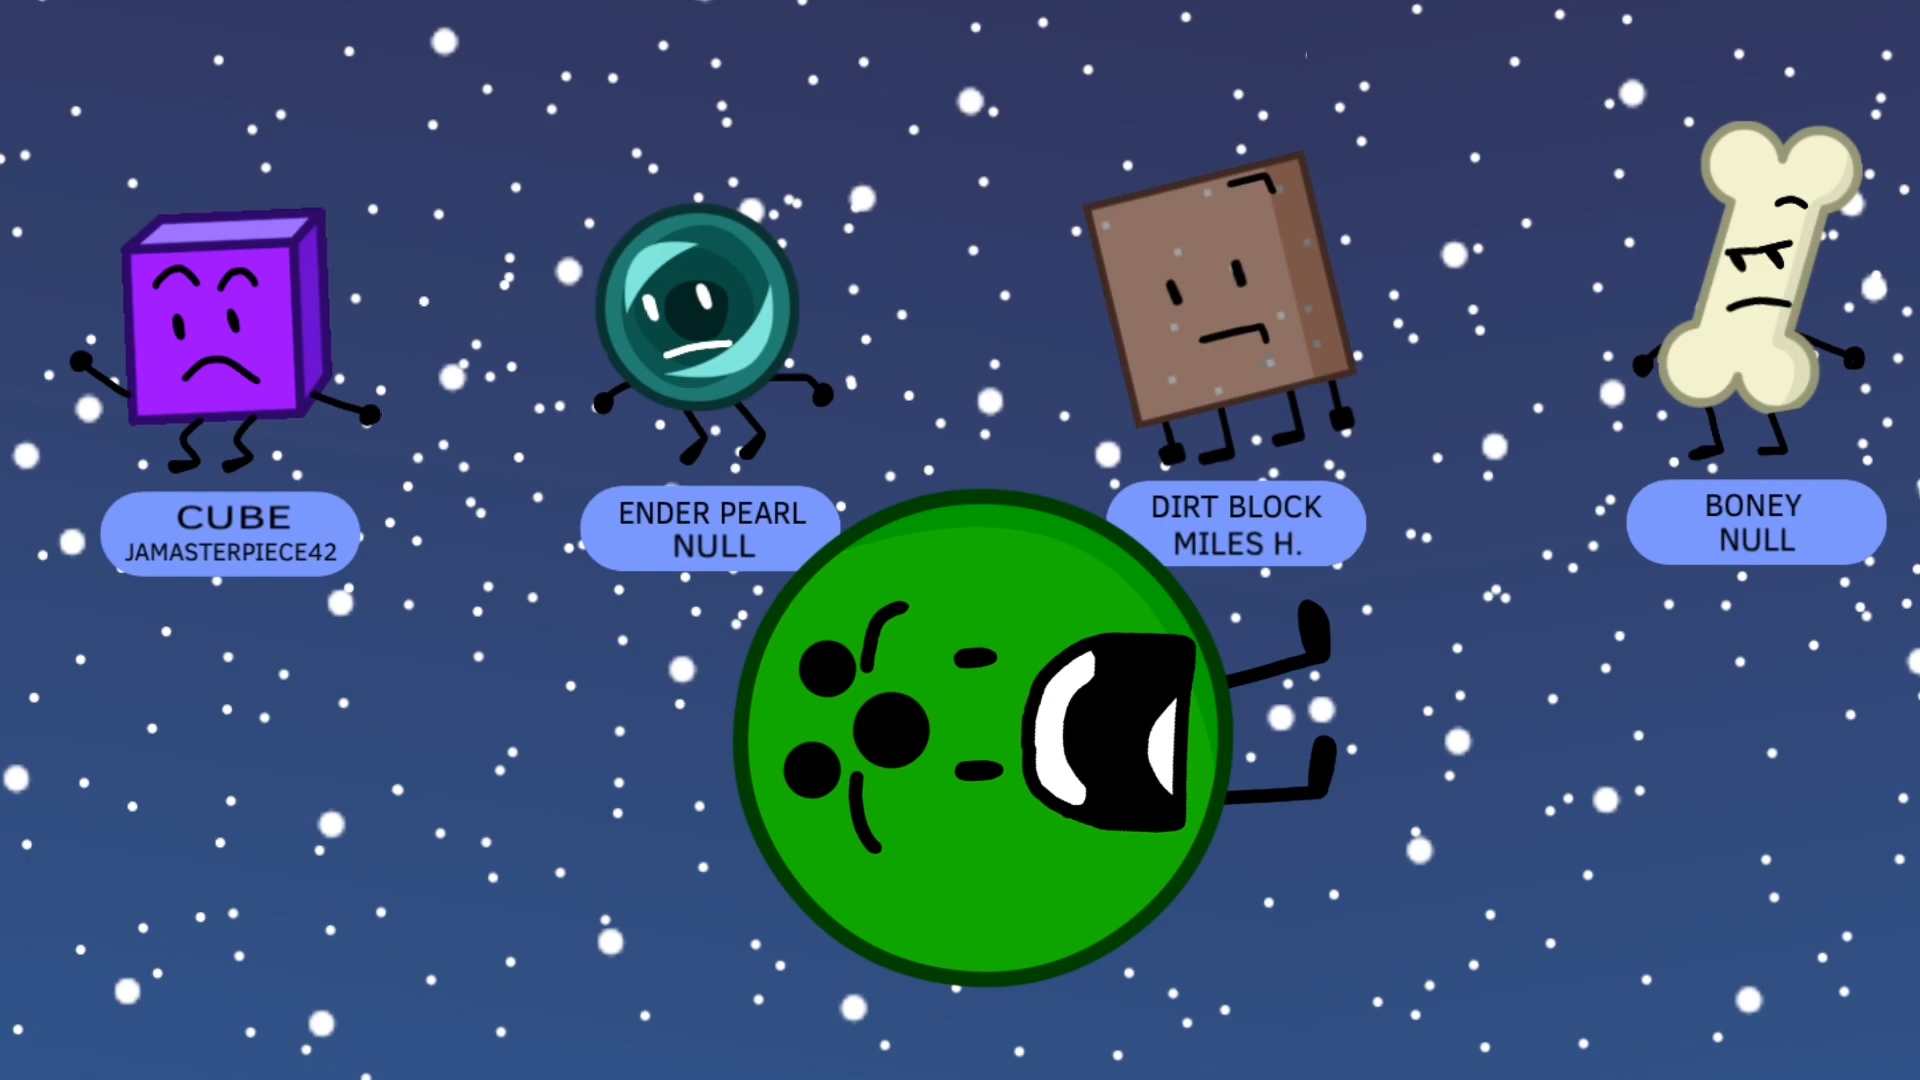 CUBE
JAMASTERPIECE42
ENDER PEARL
NULL
DIRT BLOCK
MILES H.
BONEY
NULL